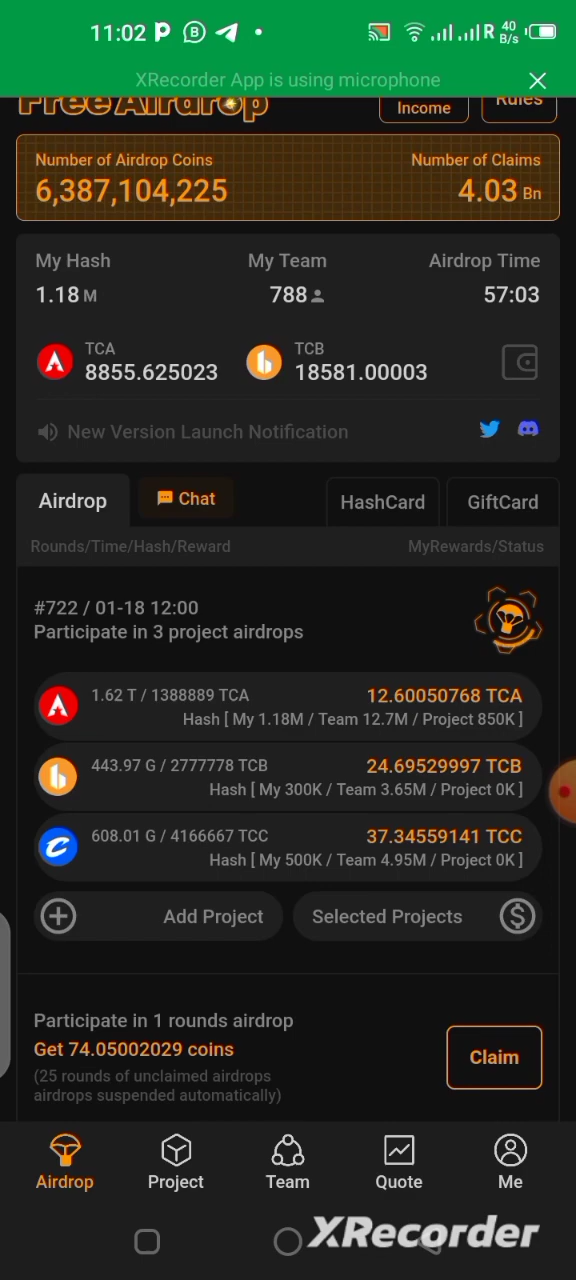 11:02
R 40 B/s
XRecorder App is using microphone
Free Airdrop
Income
Rules
Number of Airdrop Coins
Number of Claims
6,387,104,225
4.03 Bn
My Hash
My Team
Airdrop Time
1.18 M
788
57:03
TCA
8855.625023
TCB
18581.00003
New Version Launch Notification
Airdrop
Chat
HashCard
GiftCard
Rounds/Time/Hash/Reward
MyRewards/Status
#722 / 01-18 12:00
Participate in 3 project airdrops
1.62 T / 1388889 TCA
12.60050768 TCA
Hash [ My 1.18M / Team 12.7M / Project 850K ]
443.97 G / 2777778 TCB
24.69529997 TCB
Hash [ My 300K / Team 3.65M / Project 0K ]
608.01 G / 4166667 TCC
37.34559141 TCC
Hash [ My 500K / Team 4.95M / Project 0K ]
Add Project
Selected Projects
Participate in 1 rounds airdrop
Get 74.05002029 coins
Claim
(25 rounds of unclaimed airdrops
airdrops suspended automatically)
Airdrop
Project
Team
Quote
Me
XRecorder